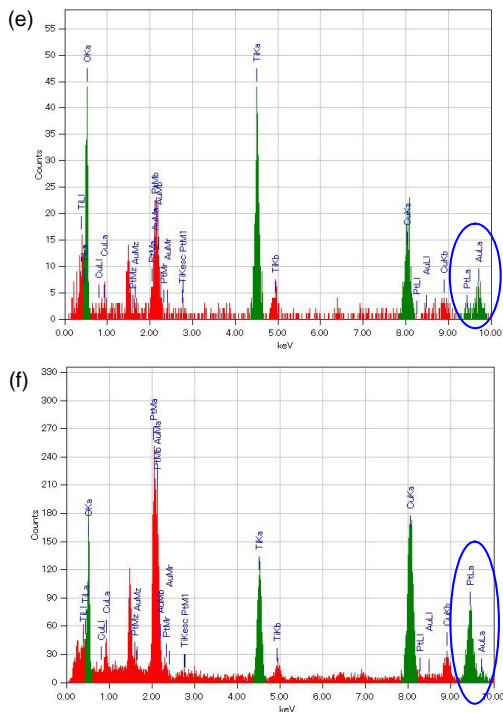 (e)
55
50
45
40
35
30
25
20
15
10
5
0
Counts
OKa
TiLl
CuLl
CuLa
PtMz
AuMz
PtMa
AuMa
PtMb
AuMb
PtMr
AuMr
TiKesc PtM1
TiKa
TiKb
CuKa
PtLl
AuLl
CuKb
PtLa
AuLa
0.00 1.00 2.00 3.00 4.00 5.00 6.00 7.00 8.00 9.00 10.00
keV
(f)
330
300
270
240
210
180
150
120
90
60
30
0
Counts
TiLl
TiLa
OKa
CuLl
CuLa
PtMz
AuMz
PtMa
PtMb AuMa
AuMb
PtMr
AuMr
TiKesc PtM1
TiKa
TiKb
CuKa
PtLl
AuLl
CuKb
PtLa
AuLa
0.00 1.00 2.00 3.00 4.00 5.00 6.00 7.00 8.00 9.00 10.00
keV